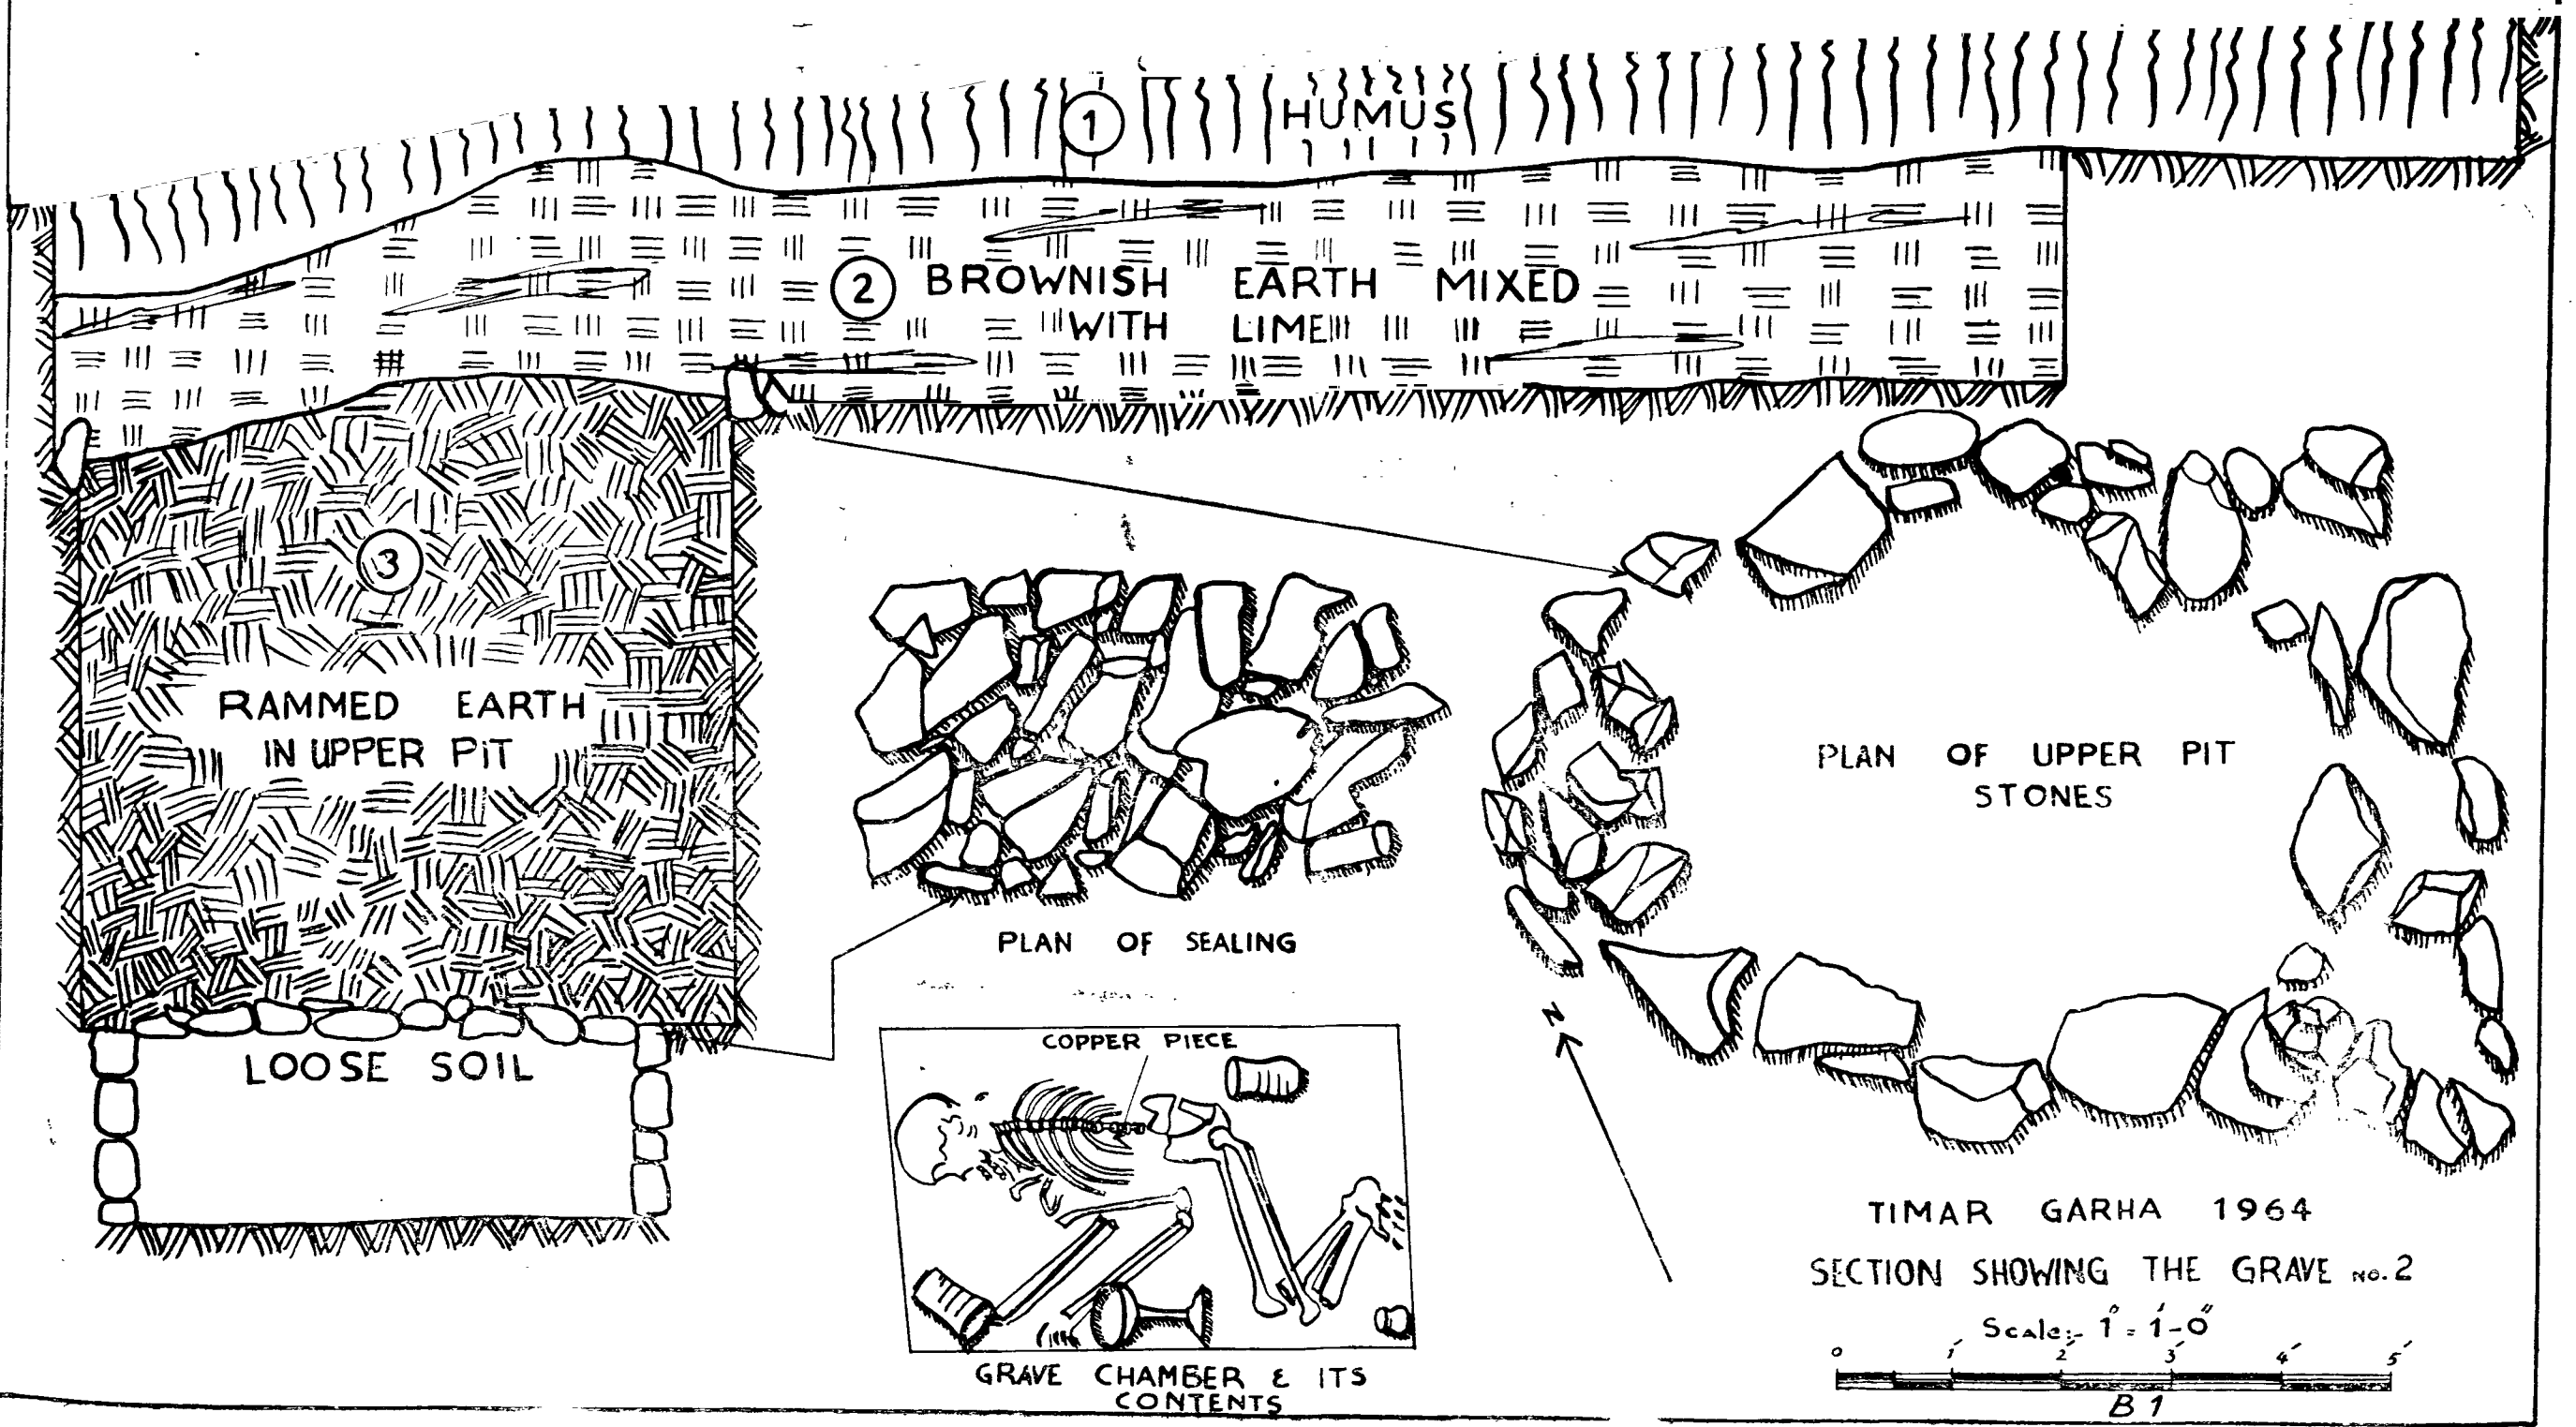 1 HUMUS
2 BROWNISH EARTH MIXED
WITH LIME
3
RAMMED EARTH
IN UPPER PIT
LOOSE SOIL
PLAN OF SEALING
PLAN OF UPPER PIT
STONES
COPPER PIECE
GRAVE CHAMBER & ITS
CONTENTS
N
TIMAR GARHA 1964
SECTION SHOWING THE GRAVE NO. 2
Scale:- 1" = 1'-0"
0 1' 2' 3' 4' 5'
B 1